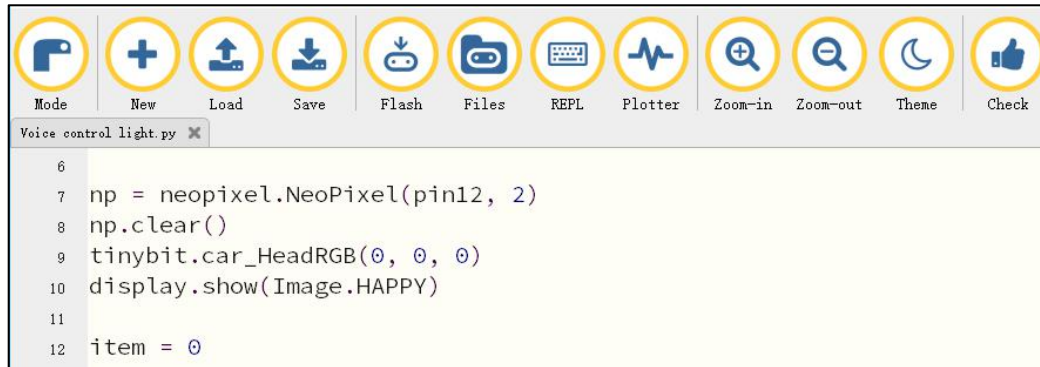 Mode New Load Save Flash Files REPL Plotter Zoom-in Zoom-out Theme Check
Voice control light.py
6
7 np = neopixel.NeoPixel(pin12, 2)
8 np.clear()
9 tinybit.car_HeadRGB(0, 0, 0)
10 display.show(Image.HAPPY)
11
12 item = 0